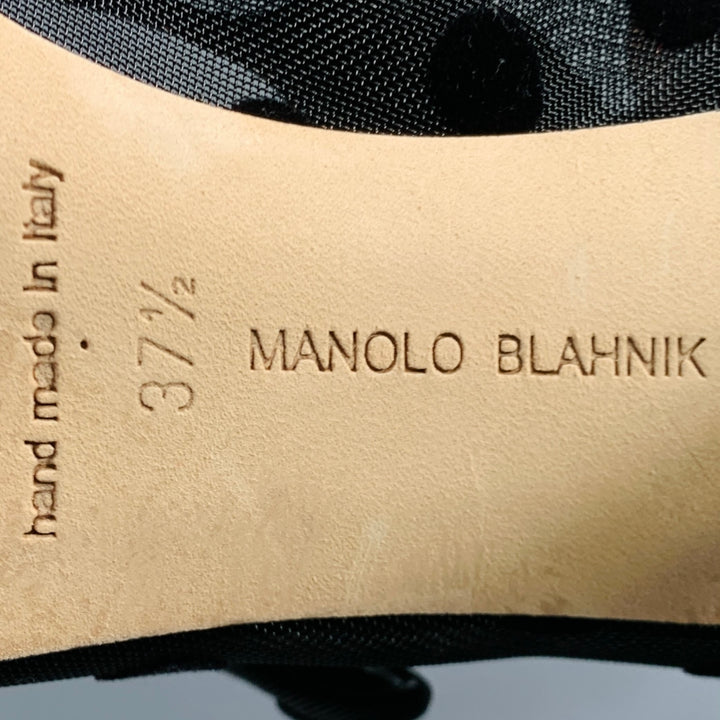 MANOLO BLAHNIK
37½
hand made in Italy